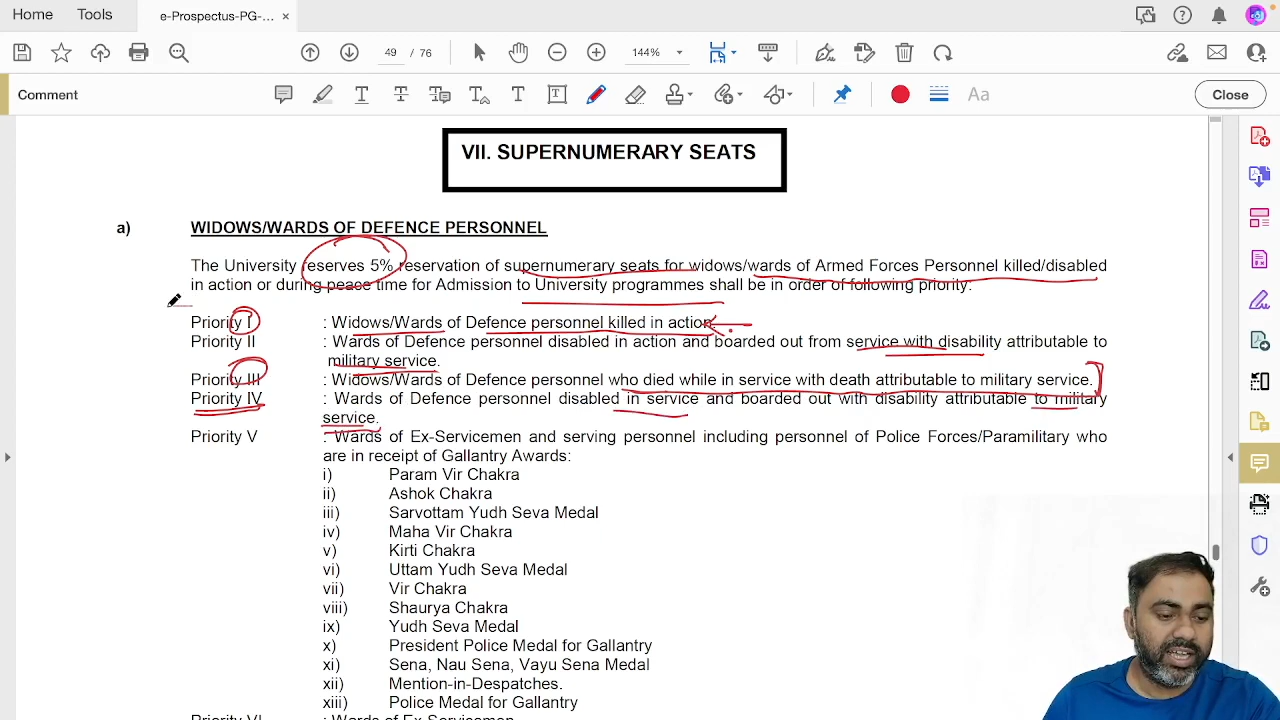 Home Tools e-Prospectus-PG-... ×
49 / 76 144%
Comment Aa Close
VII. SUPERNUMERARY SEATS
a) WIDOWS/WARDS OF DEFENCE PERSONNEL
The University reserves 5% reservation of supernumerary seats for widows/wards of Armed Forces Personnel killed/disabled
in action or during peace time for Admission to University programmes shall be in order of following priority:
Priority I : Widows/Wards of Defence personnel killed in action.
Priority II : Wards of Defence personnel disabled in action and boarded out from service with disability attributable to
military service.
Priority III : Widows/Wards of Defence personnel who died while in service with death attributable to military service.
Priority IV : Wards of Defence personnel disabled in service and boarded out with disability attributable to military
service.
Priority V : Wards of Ex-Servicemen and serving personnel including personnel of Police Forces/Paramilitary who
are in receipt of Gallantry Awards:
i) Param Vir Chakra
ii) Ashok Chakra
iii) Sarvottam Yudh Seva Medal
iv) Maha Vir Chakra
v) Kirti Chakra
vi) Uttam Yudh Seva Medal
vii) Vir Chakra
viii) Shaurya Chakra
ix) Yudh Seva Medal
x) President Police Medal for Gallantry
xi) Sena, Nau Sena, Vayu Sena Medal
xii) Mention-in-Despatches.
xiii) Police Medal for Gallantry
Priority VI : Wards of Ex-Servicemen